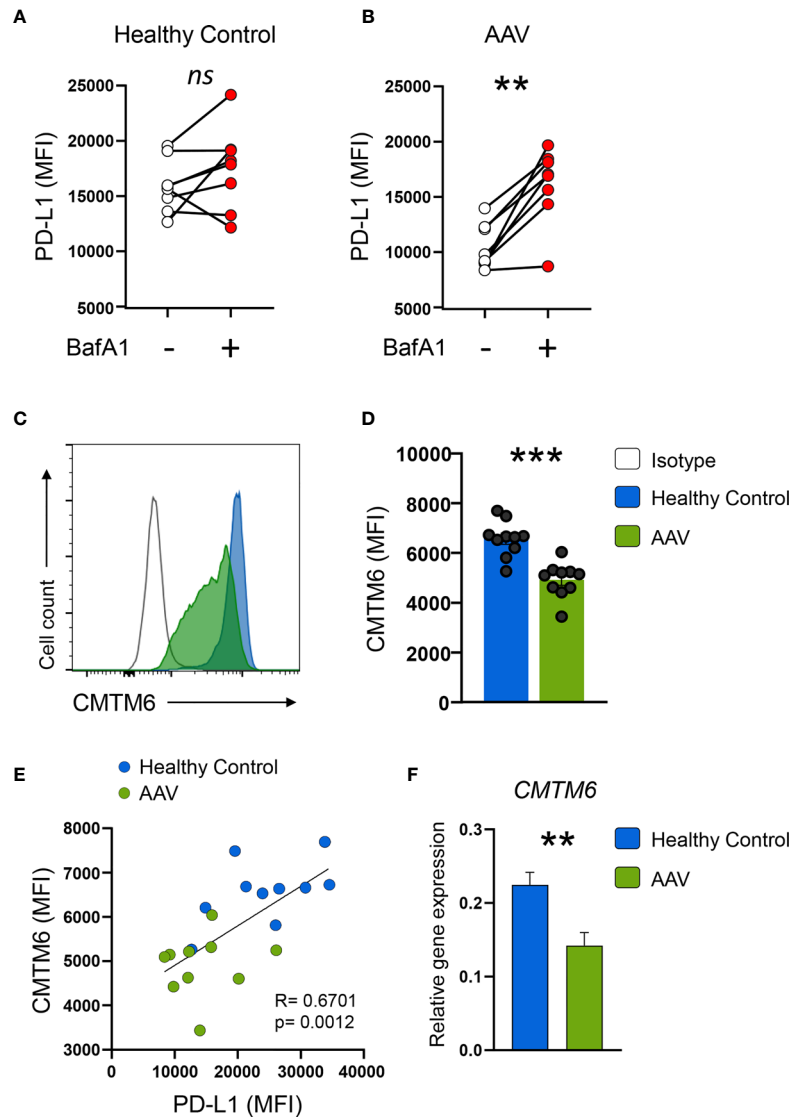 A
Healthy Control
ns
25000
20000
15000
10000
5000
PD-L1 (MFI)
BafA1 - +
B
AAV
**
25000
20000
15000
10000
5000
PD-L1 (MFI)
BafA1 - +
C
Cell count
CMTM6
D
***
10000
8000
6000
4000
2000
0
CMTM6 (MFI)
Isotype
Healthy Control
AAV
E
Healthy Control
AAV
8000
7000
6000
5000
4000
3000
CMTM6 (MFI)
R= 0.6701
p= 0.0012
0 10000 20000 30000 40000
PD-L1 (MFI)
F
CMTM6
**
0.3
0.2
0.1
0.0
Relative gene expression
Healthy Control
AAV